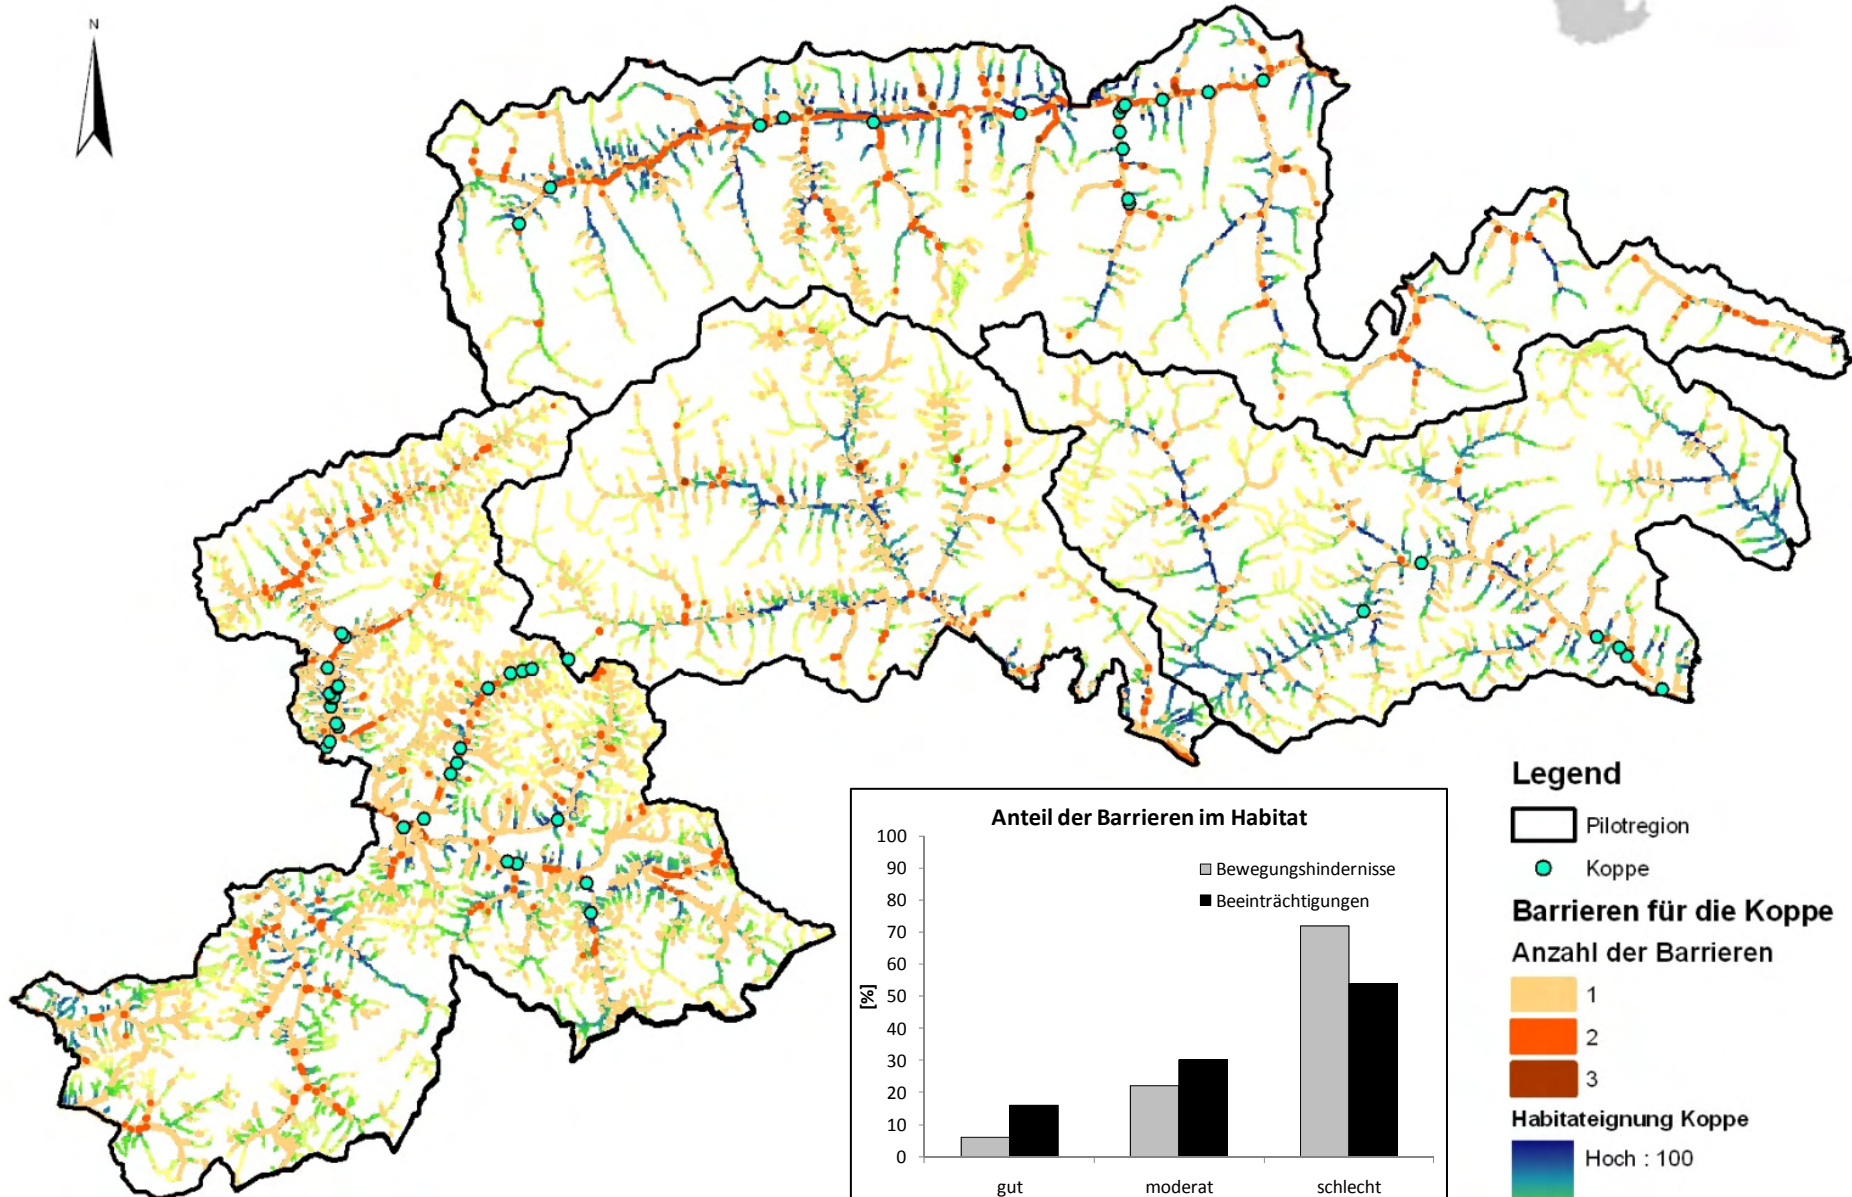 N
Anteil der Barrieren im Habitat
100
90
80
70
60
50
40
30
20
10
0
[%]
Bewegungshindernisse
Beeinträchtigungen
gut moderat schlecht
Legend
Pilotregion
Koppe
Barrieren für die Koppe
Anzahl der Barrieren
1
2
3
Habitateignung Koppe
Hoch : 100